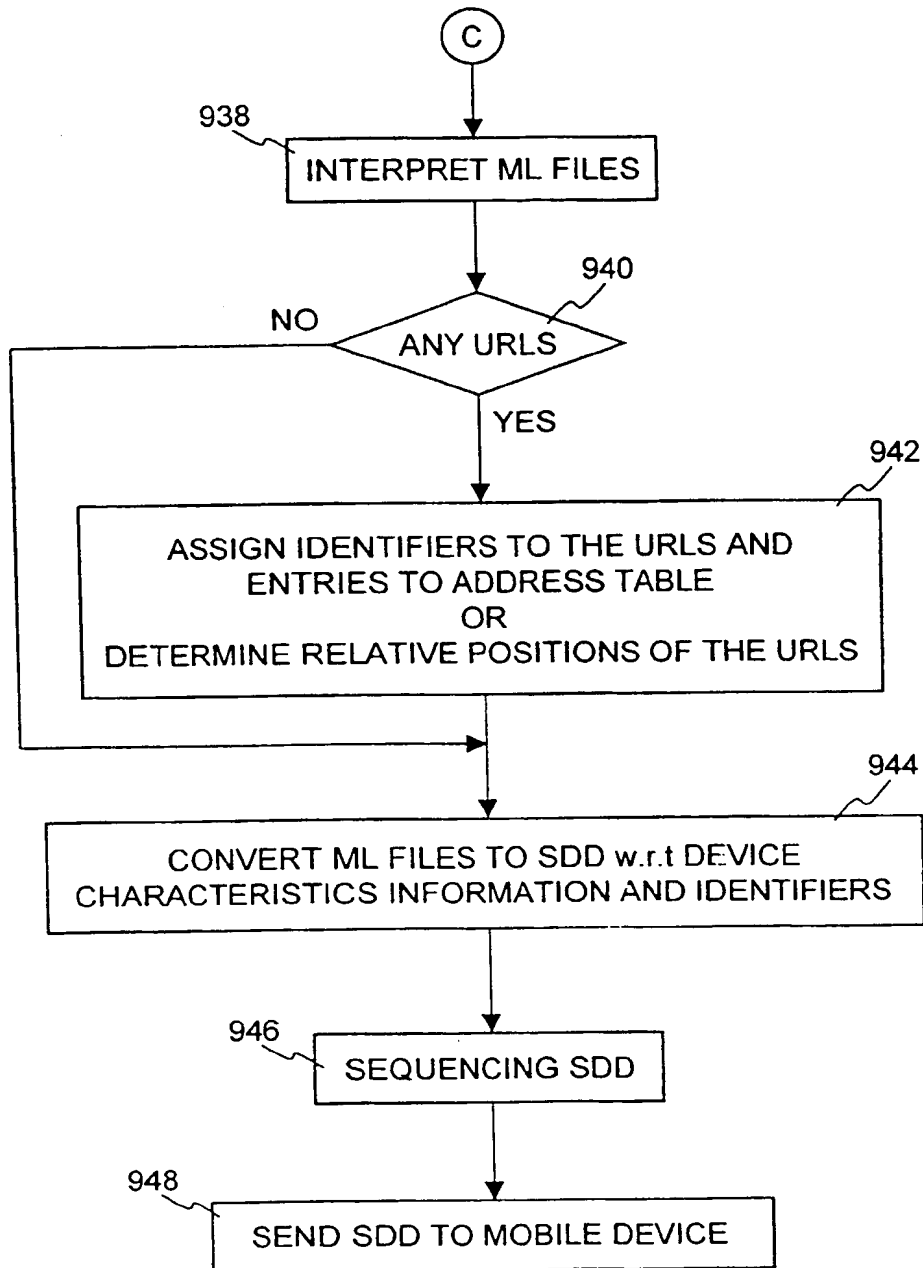 C
938
INTERPRET ML FILES
940
NO
ANY URLS
YES
942
ASSIGN IDENTIFIERS TO THE URLS AND
ENTRIES TO ADDRESS TABLE
OR
DETERMINE RELATIVE POSITIONS OF THE URLS
944
CONVERT ML FILES TO SDD w.r.t DEVICE
CHARACTERISTICS INFORMATION AND IDENTIFIERS
946
SEQUENCING SDD
948
SEND SDD TO MOBILE DEVICE